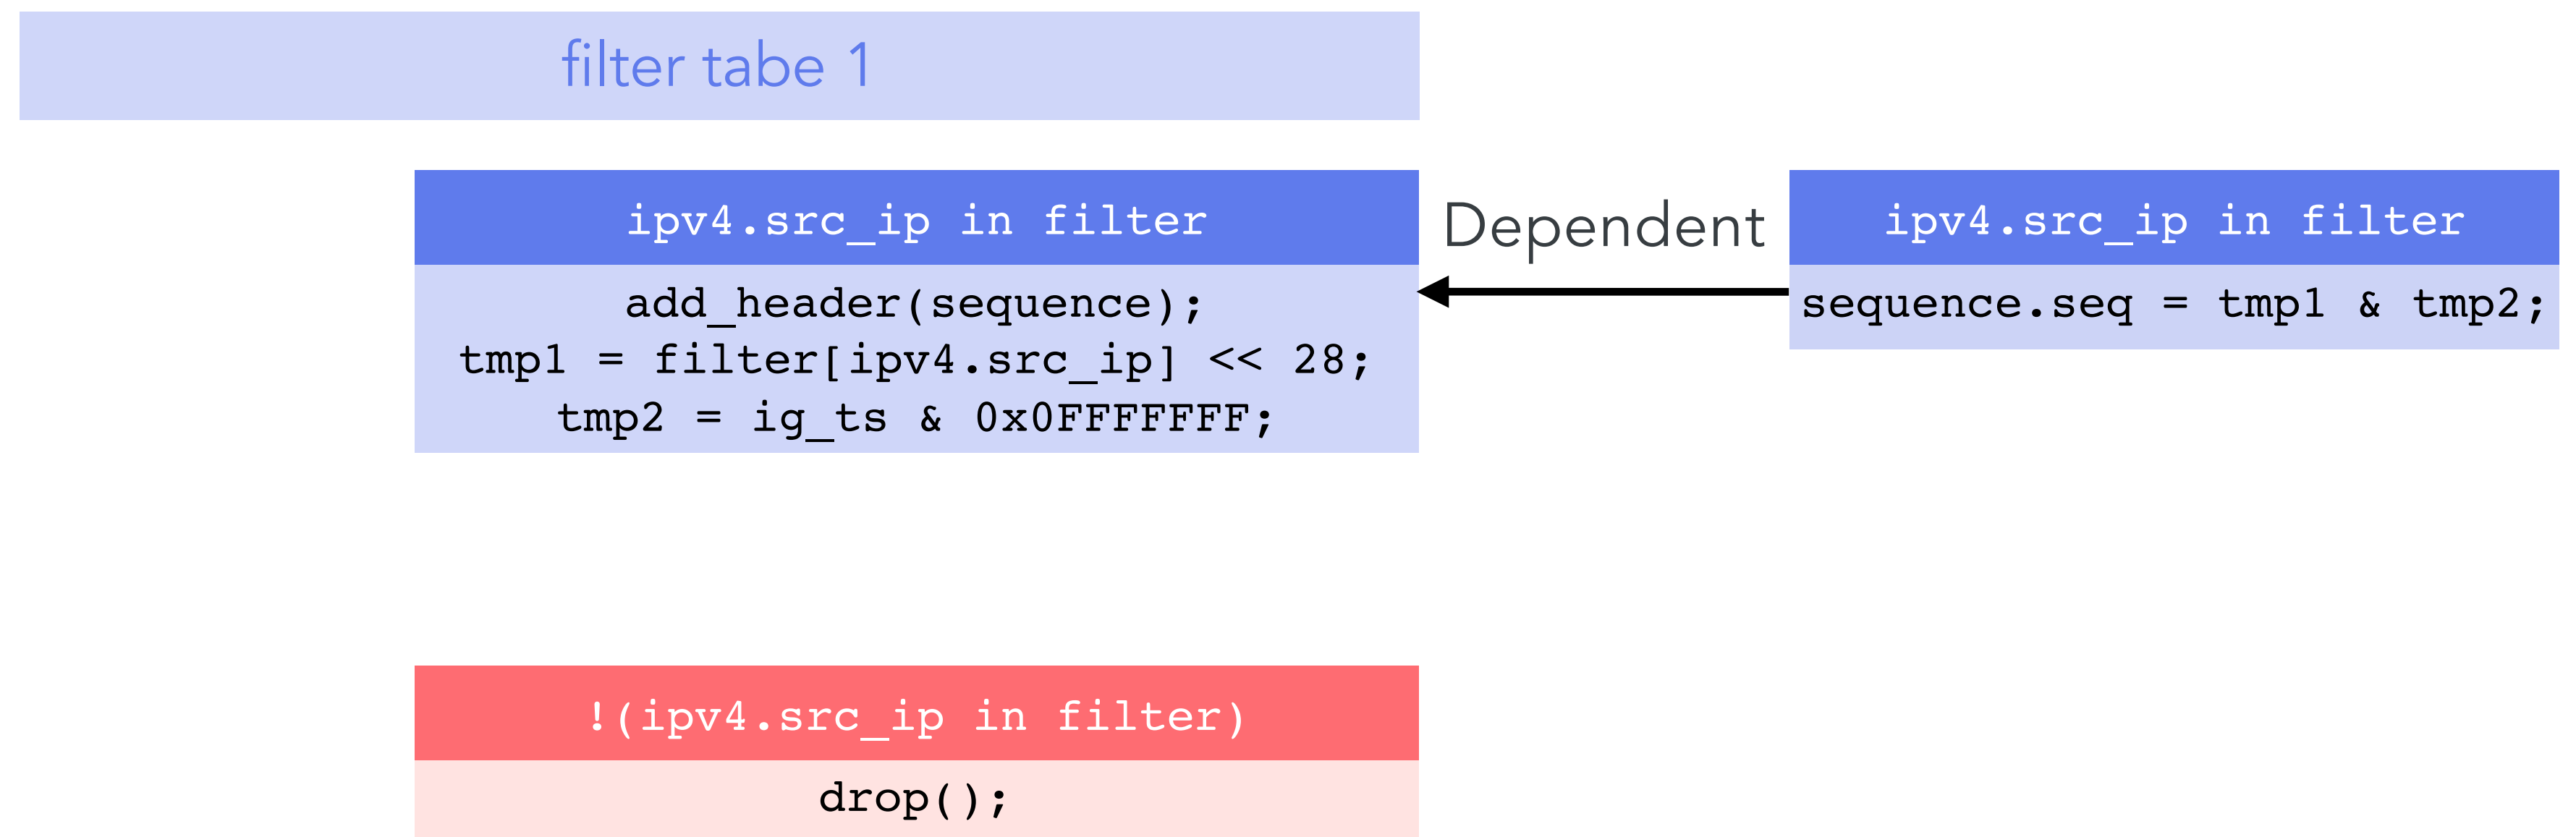 filter tabe 1
ipv4.src_ip in filter
add_header(sequence);
tmp1 = filter[ipv4.src_ip] << 28;
tmp2 = ig_ts & 0x0FFFFFFF;
Dependent
ipv4.src_ip in filter
sequence.seq = tmp1 & tmp2;
!(ipv4.src_ip in filter)
drop();